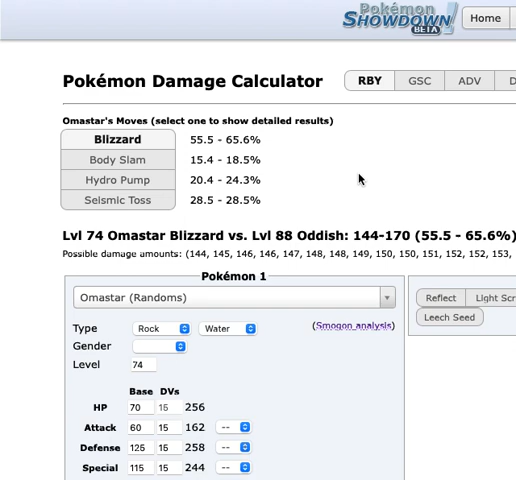 Pokémon
SHOWDOWN!
BETA
Home
Pokémon Damage Calculator
RBY
GSC
ADV
D
Omastar's Moves (select one to show detailed results)
Blizzard 55.5 - 65.6%
Body Slam 15.4 - 18.5%
Hydro Pump 20.4 - 24.3%
Seismic Toss 28.5 - 28.5%
Lvl 74 Omastar Blizzard vs. Lvl 88 Oddish: 144-170 (55.5 - 65.6%)
Possible damage amounts: (144, 145, 146, 146, 147, 148, 148, 149, 150, 150, 151, 152, 152, 153,
Pokémon 1
Omastar (Randoms)
Reflect
Light Scr
Leech Seed
Type Rock Water (Smogon analysis)
Gender
Level 74
Base DVs
HP 70 15 256
Attack 60 15 162 --
Defense 125 15 258 --
Special 115 15 244 --